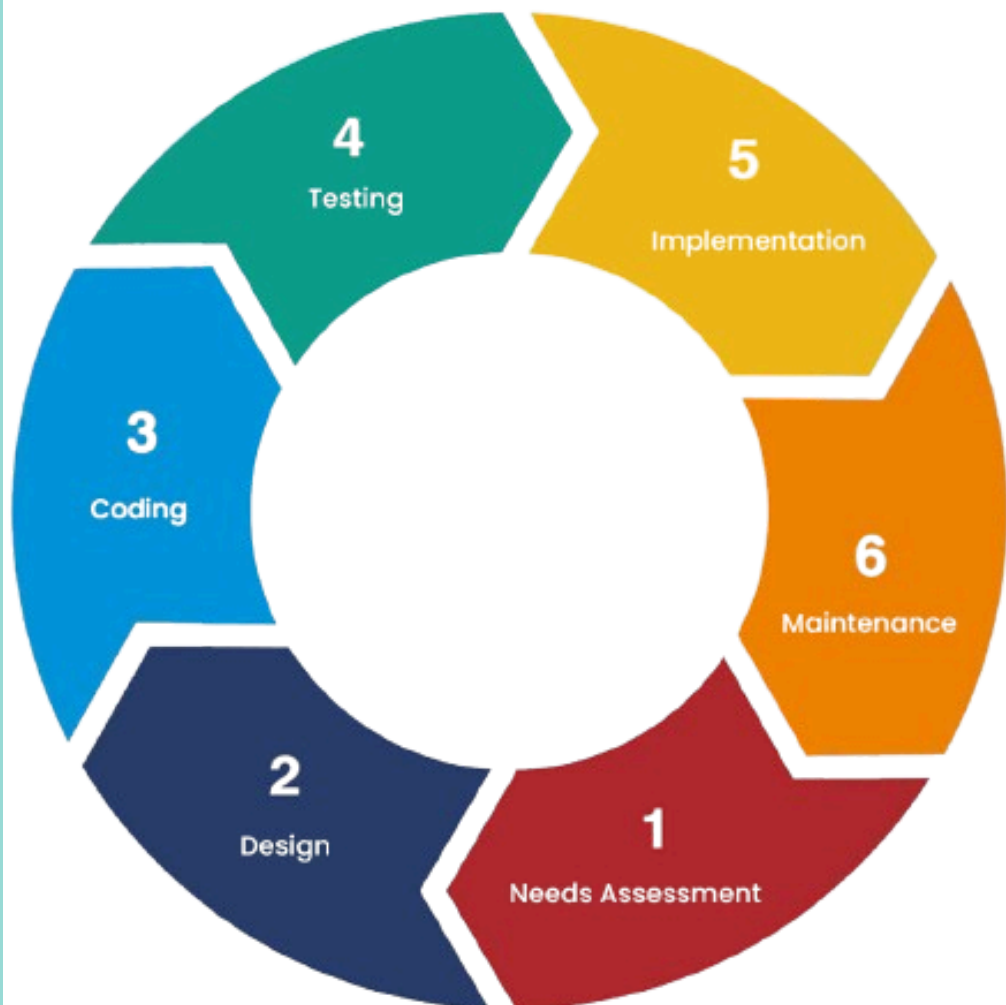 4
Testing
5
Implementation
3
Coding
6
Maintenance
2
Design
1
Needs Assessment